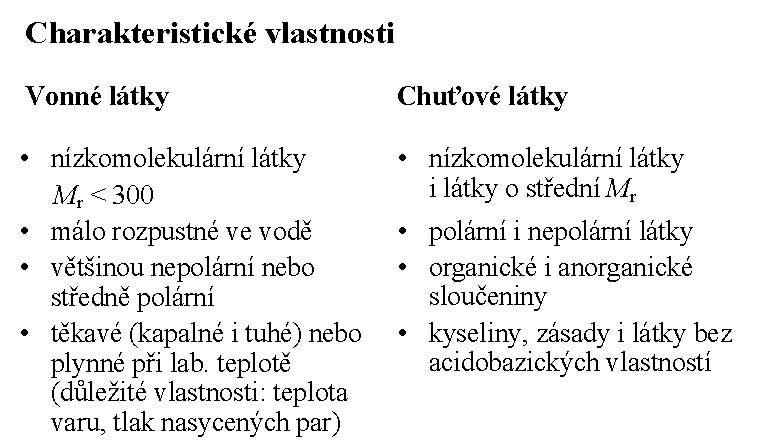 Charakteristické vlastnosti
Vonné látky
• nízkomolekulární látky
Mr < 300
• málo rozpustné ve vodě
• většinou nepolární nebo
středně polární
• těkavé (kapalné i tuhé) nebo
plynné při lab. teplotě
(důležité vlastnosti: teplota
varu, tlak nasycených par)
Chuťové látky
• nízkomolekulární látky
i látky o střední Mr
• polární i nepolární látky
• organické i anorganické
sloučeniny
• kyseliny, zásady i látky bez
acidobazických vlastností